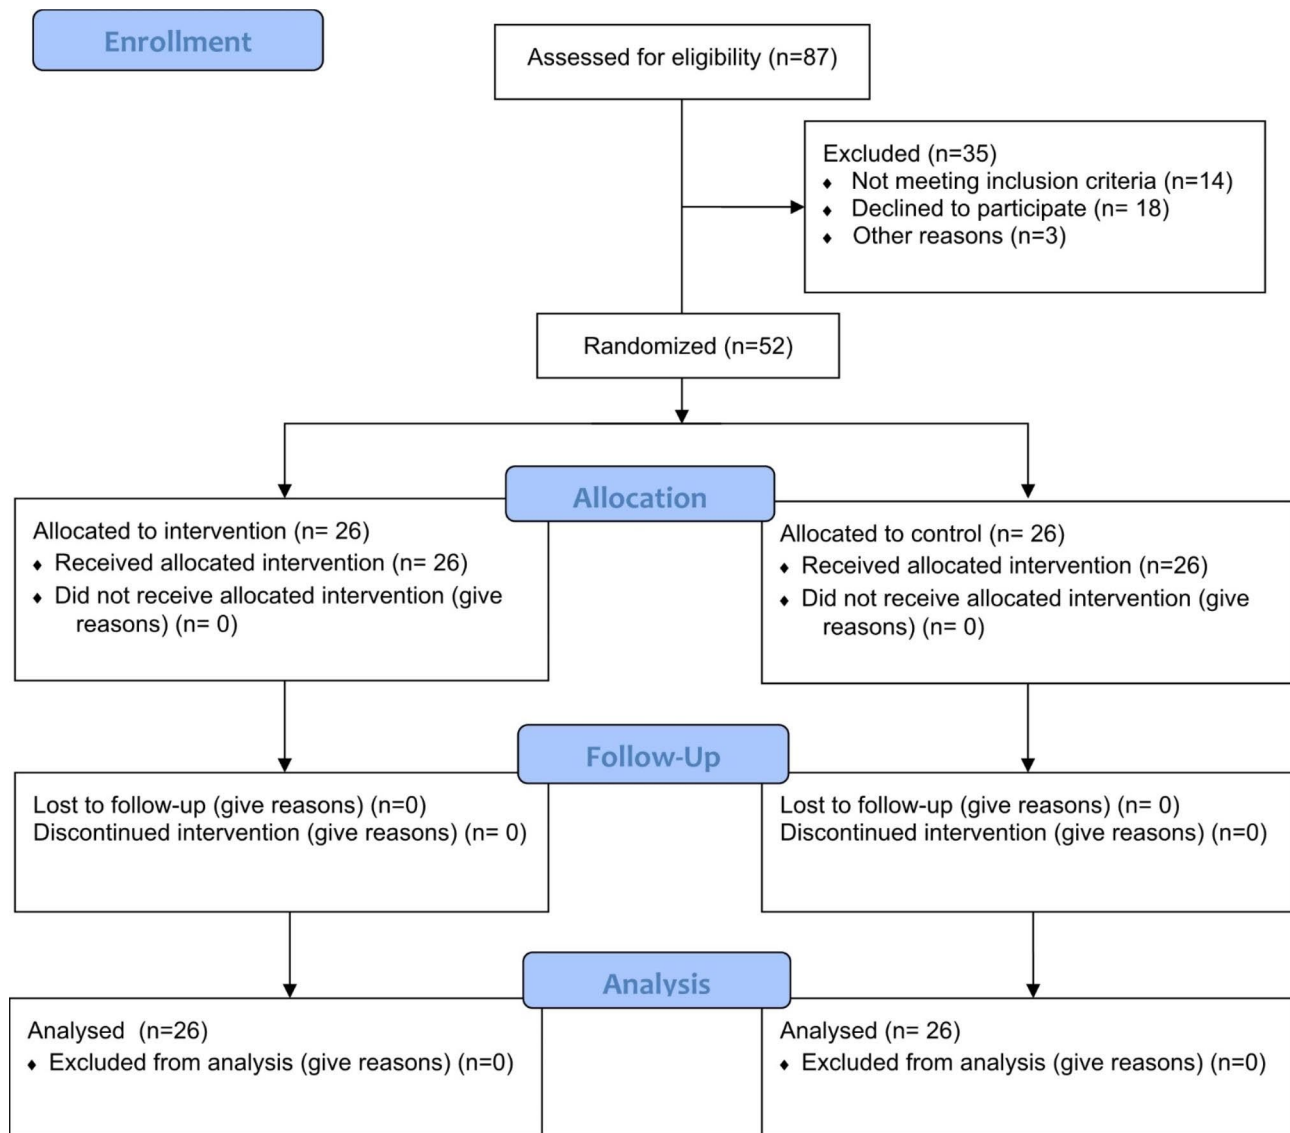 Enrollment
Assessed for eligibility (n=87)
Excluded (n=35)
♦ Not meeting inclusion criteria (n=14)
♦ Declined to participate (n= 18)
♦ Other reasons (n=3)
Randomized (n=52)
Allocation
Allocated to intervention (n= 26)
♦ Received allocated intervention (n= 26)
♦ Did not receive allocated intervention (give
reasons) (n= 0)
Allocated to control (n= 26)
♦ Received allocated intervention (n=26)
♦ Did not receive allocated intervention (give
reasons) (n= 0)
Follow-Up
Lost to follow-up (give reasons) (n=0)
Discontinued intervention (give reasons) (n= 0)
Lost to follow-up (give reasons) (n= 0)
Discontinued intervention (give reasons) (n=0)
Analysis
Analysed  (n=26)
♦ Excluded from analysis (give reasons) (n=0)
Analysed (n= 26)
♦ Excluded from analysis (give reasons) (n=0)